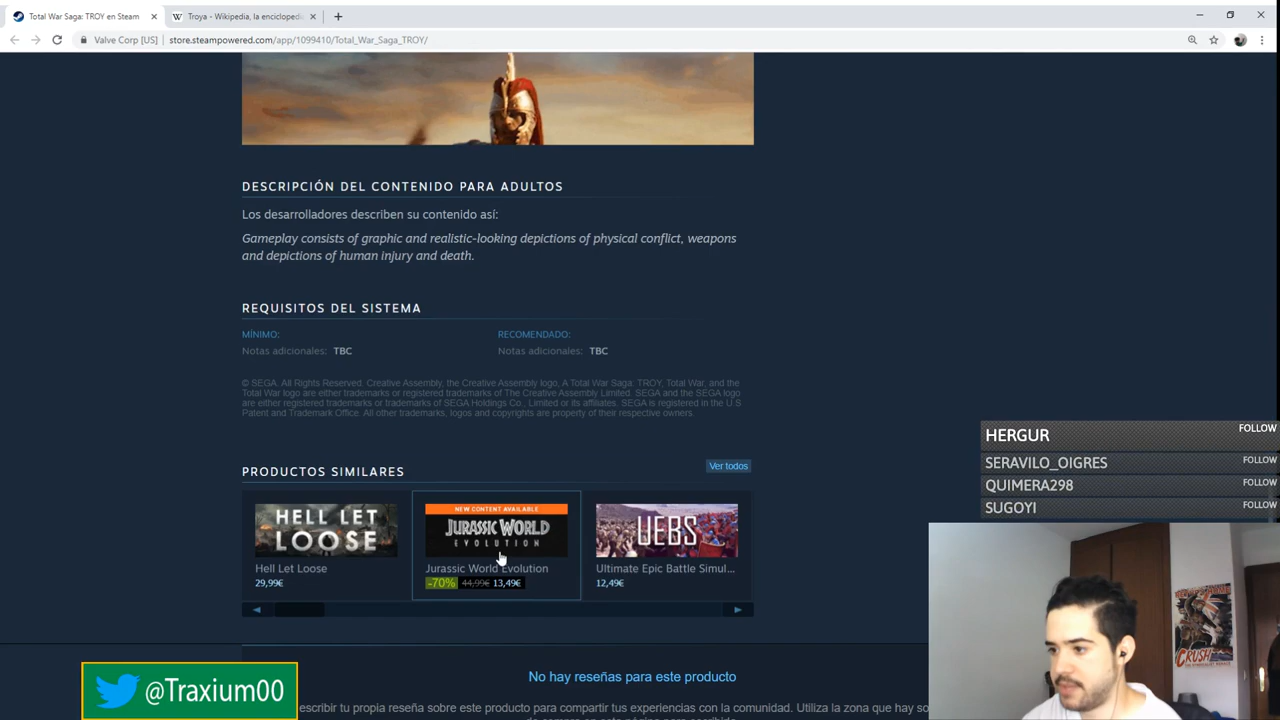 Total War Saga: TROY en Steam
Troya - Wikipedia, la enciclopedi
Valve Corp [US]
store.steampowered.com/app/1099410/Total_War_Saga_TROY/
DESCRIPCIÓN DEL CONTENIDO PARA ADULTOS
Los desarrolladores describen su contenido así:
Gameplay consists of graphic and realistic-looking depictions of physical conflict, weapons
and depictions of human injury and death.
REQUISITOS DEL SISTEMA
MÍNIMO:
Notas adicionales: TBC
RECOMENDADO:
Notas adicionales: TBC
© SEGA. All Rights Reserved. Creative Assembly, the Creative Assembly logo, A Total War Saga: TROY, Total War, and the
Total War logo are either trademarks or registered trademarks of The Creative Assembly Limited. SEGA and the SEGA logo
are either registered trademarks or trademarks of SEGA Holdings Co., Limited or its affiliates. SEGA is registered in the U.S
Patent and Trademark Office. All other trademarks, logos and copyrights are property of their respective owners.
PRODUCTOS SIMILARES
Ver todos
HELL LET
LOOSE
Hell Let Loose
29,99€
NEW CONTENT AVAILABLE
JURASSIC WORLD
EVOLUTION
Jurassic World Evolution
-70% 44,99€ 13,49€
UEBS
Ultimate Epic Battle Simul...
12,49€
HERGUR FOLLOW
SERAVILO_OIGRES FOLLOW
QUIMERA298 FOLLOW
SUGOYI FOLLOW
CRUSH
No hay reseñas para este producto
@Traxium00
escribir tu propia reseña sobre este producto para compartir tus experiencias con la comunidad. Utiliza la zona que hay so